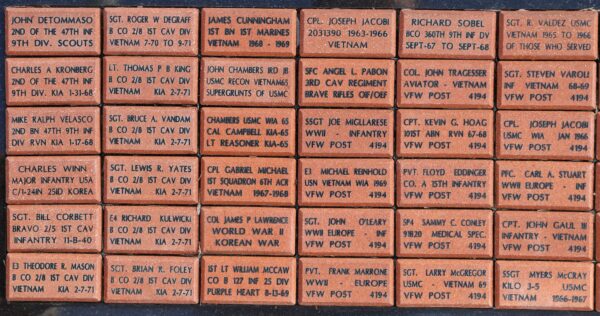 JOHN DETOMMASO
2ND OF THE 47TH INF
9TH DIV. SCOUTS
SGT. ROGER W DEGRAFF
B CO 2/8 1ST CAV DIV
VIETNAM 7-70 TO 9-71
JAMES CUNNINGHAM
1ST BN 1ST MARINES
VIETNAM 1968 - 1969
CPL. JOSEPH JACOBI
2031390 1963-1966
VIETNAM
RICHARD SOBEL
BCO 360TH 9TH INF DV
SEPT-67 TO SEPT-68
SGT. R. VALDEZ USMC
VIETNAM 1965 TO 1966
OF THOSE WHO SERVED
CHARLES A KRONBERG
2ND OF THE 47TH INF
9TH DIV. KIA 1-31-68
LT. THOMAS P B KING
B CO 2/8 1ST CAV DIV
VIETNAM KIA 2-7-71
JOHN CHAMBERS IRD JB
USMC RECON VIETNAM65
SUPERGRUNTS OF USMC
SFC ANGEL L. PABON
3RD CAV REGIMENT
BRAVE RIFLES OIF/OEF
COL. JOHN TRAGESSER
AVIATOR - VIETNAM
VFW POST 4194
SGT. STEVEN VAROLI
INF VIETNAM 68-69
VFW POST 4194
MIKE RALPH VELASCO
2ND BN 47TH 9TH INF
DIV RVN KIA 1-17-68
SGT. BRUCE A. VANDAM
B CO 2/8 1ST CAV DIV
VIETNAM KIA 2-7-71
CHAMBERS USMC WIA 65
CAL CAMPBELL KIA-65
LT REASONER KIA-65
SSGT JOE MIGLLARESE
WWII - INFANTRY
VFW POST 4194
CPT. KEVIN G. HOAG
101ST ABN RVN 67-68
VFW POST 4194
CPL. JOSEPH JACOBI
USMC WIA JAN 1966
VFW POST 4194
CHARLES WINN
MAJOR INFANTRY USA
C/1-24IN 25ID KOREA
SGT. LEWIS R. YATES
B CO 2/8 1ST CAV DIV
VIETNAM KIA 2-7-71
CPL GABRIEL MICHAEL
1ST SQUADRON 6TH ACR
VIETNAM 1967-1968
E3 MICHAEL REINHOLD
USN VIETNAM WIA 1969
VFW POST 4194
PVT. FLOYD EDDINGER
CO. A 15TH INFANTRY
VFW POST 4194
PFC. CARL A. STUART
WWII EUROPE - INF
VFW POST 4194
SGT. BILL CORBETT
BRAVO 2/5 1ST CAV
INFANTRY 11-B-40
E4 RICHARD KULWICKI
B CO 2/8 1ST CAV DIV
VIETNAM KIA 2-7-71
COL JAMES P LAWRENCE
WORLD WAR II
KOREAN WAR
SGT. JOHN O'LEARY
WWII EUROPE - INF
VFW POST 4194
SP4 SAMMY C. CONLEY
91B20 MEDICAL SPEC.
VFW POST 4194
CPT. JOHN GAUL III
INFANTRY - VIETNAM
VFW POST 4194
E3 THEODORE R. MASON
B CO 2/8 1ST CAV DIV
VIETNAM KIA 2-7-71
SGT. BRIAN R. FOLEY
B CO 2/8 1ST CAV DIV
VIETNAM KIA 2-7-71
1ST LT WILLIAM MCCAW
CO B 127 INF 25 DIV
PURPLE HEART 8-13-69
PVT. FRANK MARRONE
WWII - EUROPE
VFW POST 4194
SGT. LARRY McGREGOR
USMC - VIETNAM 69
VFW POST 4194
SSGT MYERS McCRAY
KILO 3-5 USMC
VIETNAM 1966-1967